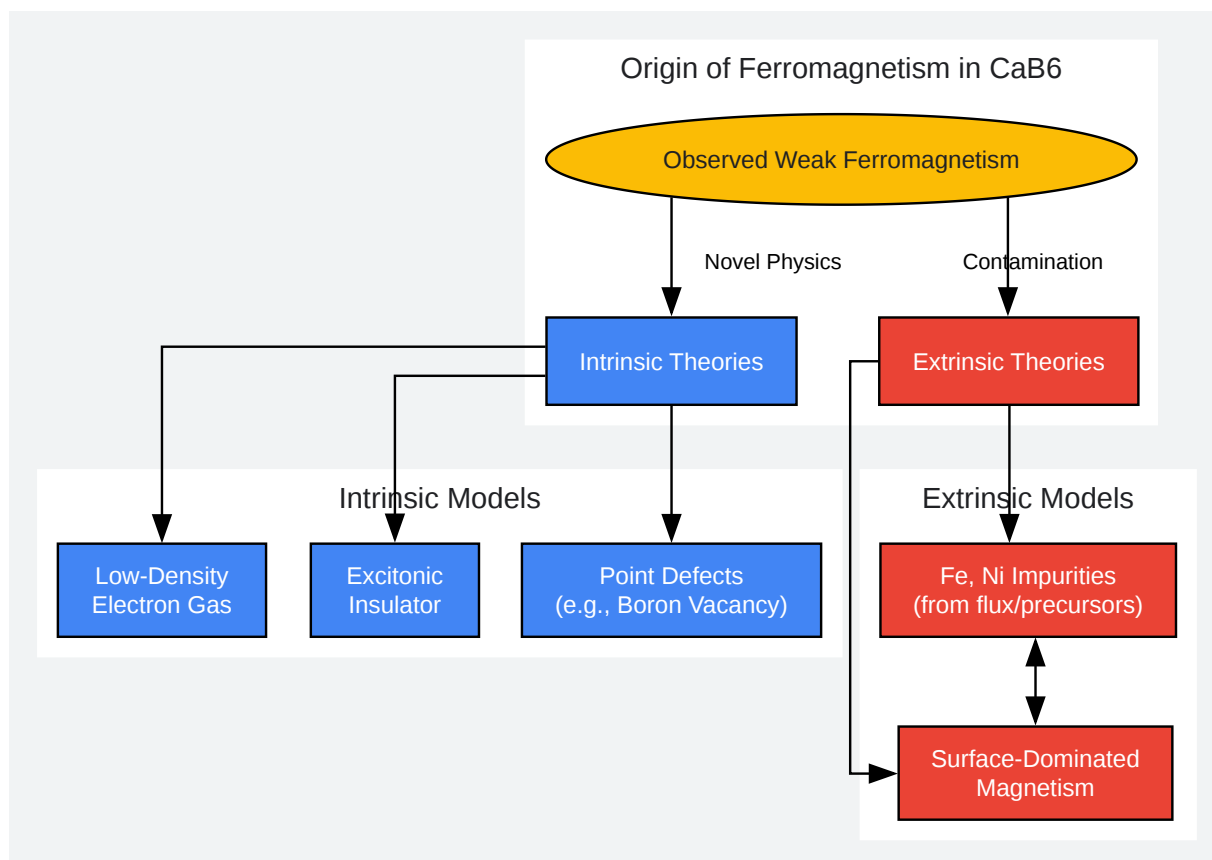 Origin of Ferromagnetism in CaB6
Observed Weak Ferromagnetism
Novel Physics
Contamination
Intrinsic Theories
Extrinsic Theories
Intrinsic Models
Extrinsic Models
Low-Density
Electron Gas
Excitonic
Insulator
Point Defects
(e.g., Boron Vacancy)
Fe, Ni Impurities
(from flux/precursors)
Surface-Dominated
Magnetism